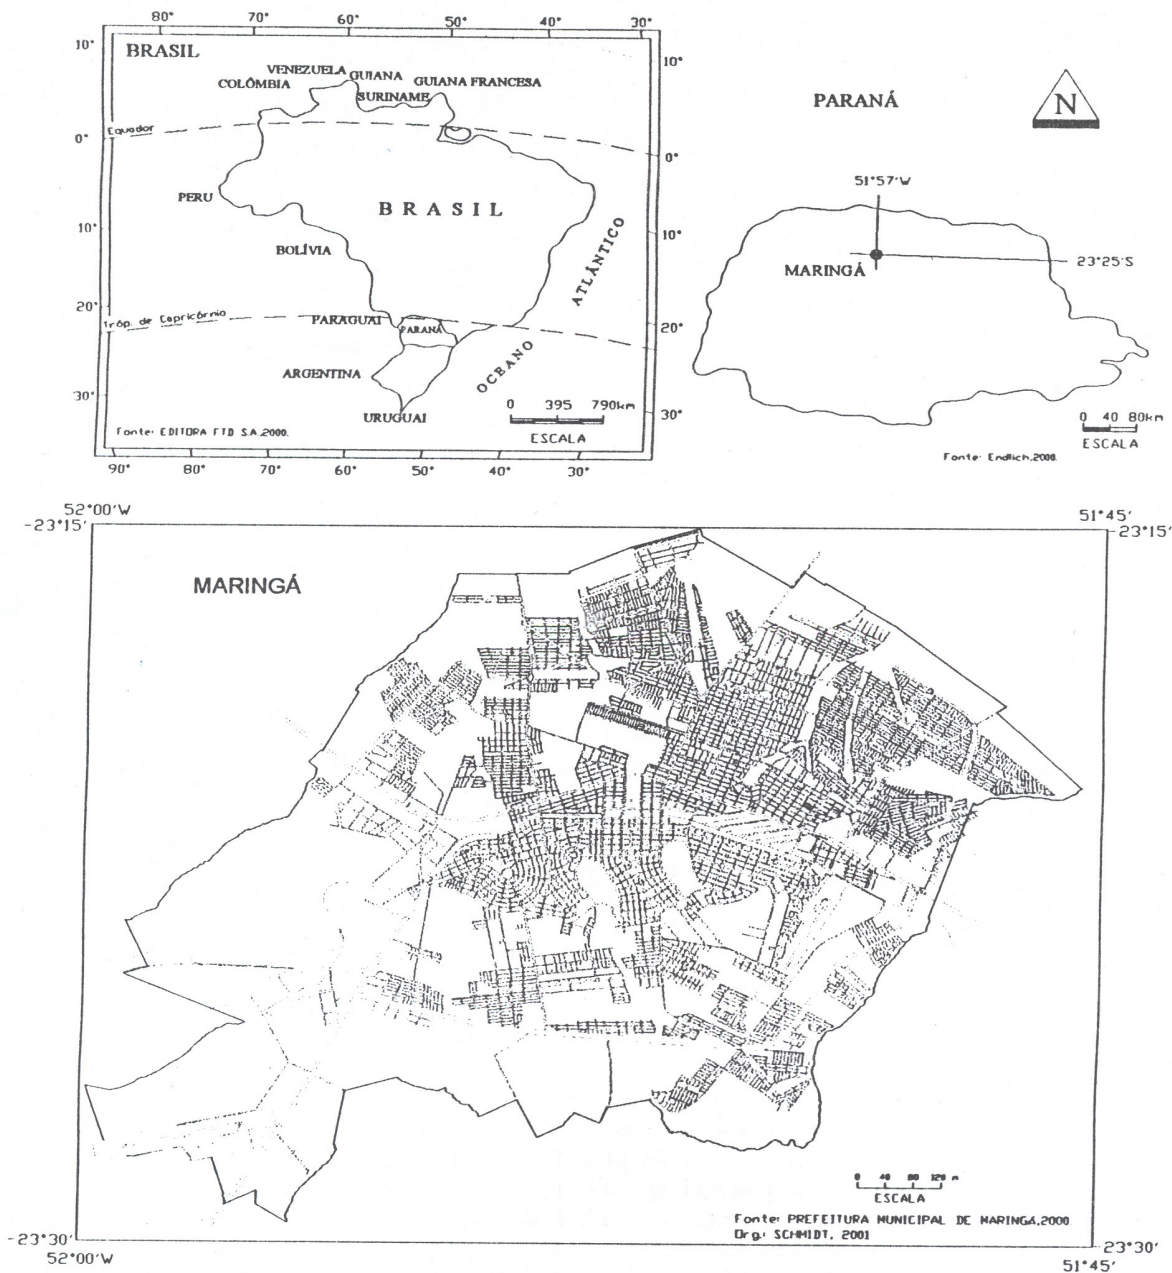 80° 70° 60° 50° 40° 30°
10°
BRASIL
VENEZUELA
GUIANA
COLÔMBIA
GUIANA FRANCESA
SURINAME
10°
Equador
0°
0°
PERU
BRASIL
10°
10°
BOLÍVIA
OCEANO ATLÂNTICO
20°
Tróp. de Capricórnio
PARAGUAI
PARANÁ
20°
ARGENTINA
30°
0 395 790km
30°
URUGUAI
ESCALA
Fonte: EDITORA FTD S.A.2000.
90° 80° 70° 60° 50° 40° 30°
PARANÁ
N
51°57'W
MARINGÁ
23°25'S
0 40 80km
ESCALA
Fonte: Endlich,2000.
52°00'W
51°45'
-23°15'
-23°15'
MARINGÁ
0 40 80 120 m
ESCALA
Fonte: PREFEITURA MUNICIPAL DE MARINGÁ,2000
Org.: SCHMIDT, 2001
-23°30'
-23°30'
52°00'W
51°45'